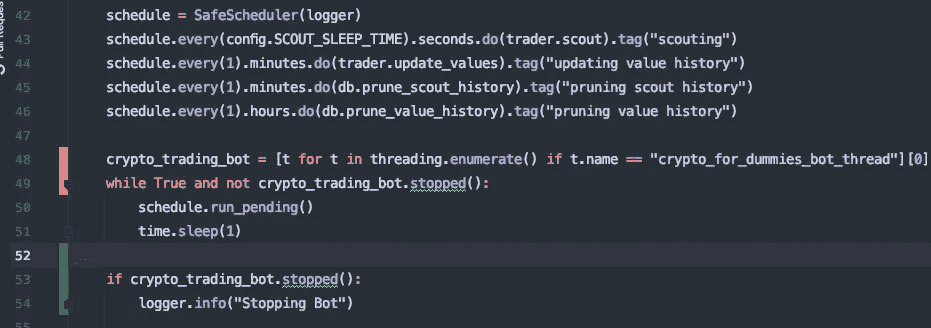 Pull Reques
42 schedule = SafeScheduler(logger)
43 schedule.every(config.SCOUT_SLEEP_TIME).seconds.do(trader.scout).tag("scouting")
44 schedule.every(1).minutes.do(trader.update_values).tag("updating value history")
45 schedule.every(1).minutes.do(db.prune_scout_history).tag("pruning scout history")
46 schedule.every(1).hours.do(db.prune_value_history).tag("pruning value history")
47
48 crypto_trading_bot = [t for t in threading.enumerate() if t.name == "crypto_for_dummies_bot_thread"][0]
49 while True and not crypto_trading_bot.stopped():
50 schedule.run_pending()
51 time.sleep(1)
52 ...
53 if crypto_trading_bot.stopped():
54 logger.info("Stopping Bot")
55